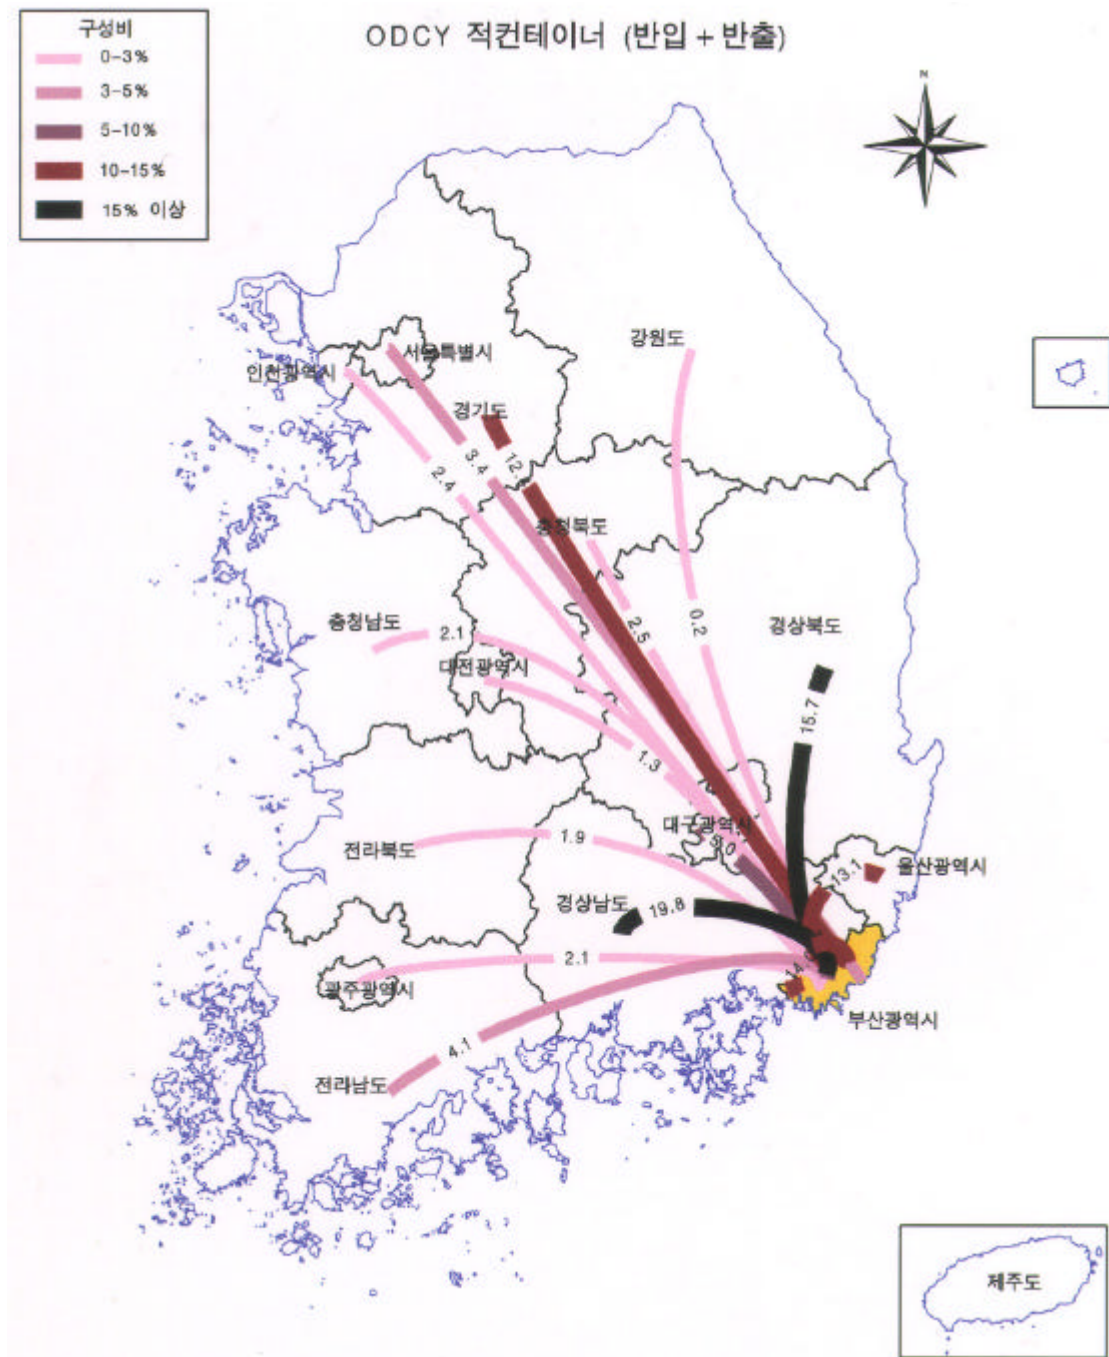 구성비
0-3%
3-5%
5-10%
10-15%
15% 이상
ODCY 적컨테이너 (반입 + 반출)
N
강원도
서울특별시
인천광역시
경기도
3.4
2.4
충청북도
충청남도
2.1
2.5
0.2
경상북도
대전광역시
15.7
1.3
대구광역시
전라북도
1.9
13.1
울산광역시
경상남도
19.8
2.1
광주광역시
부산광역시
4.1
전라남도
제주도